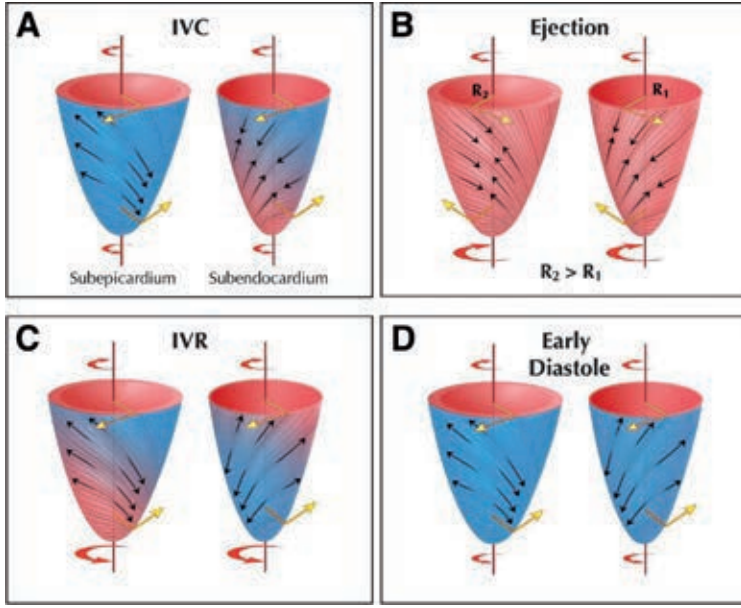 A
IVC
Subepicardium
Subendocardium
B
Ejection
R₂
R₁
R₂ > R₁
C
IVR
D
Early
Diastole